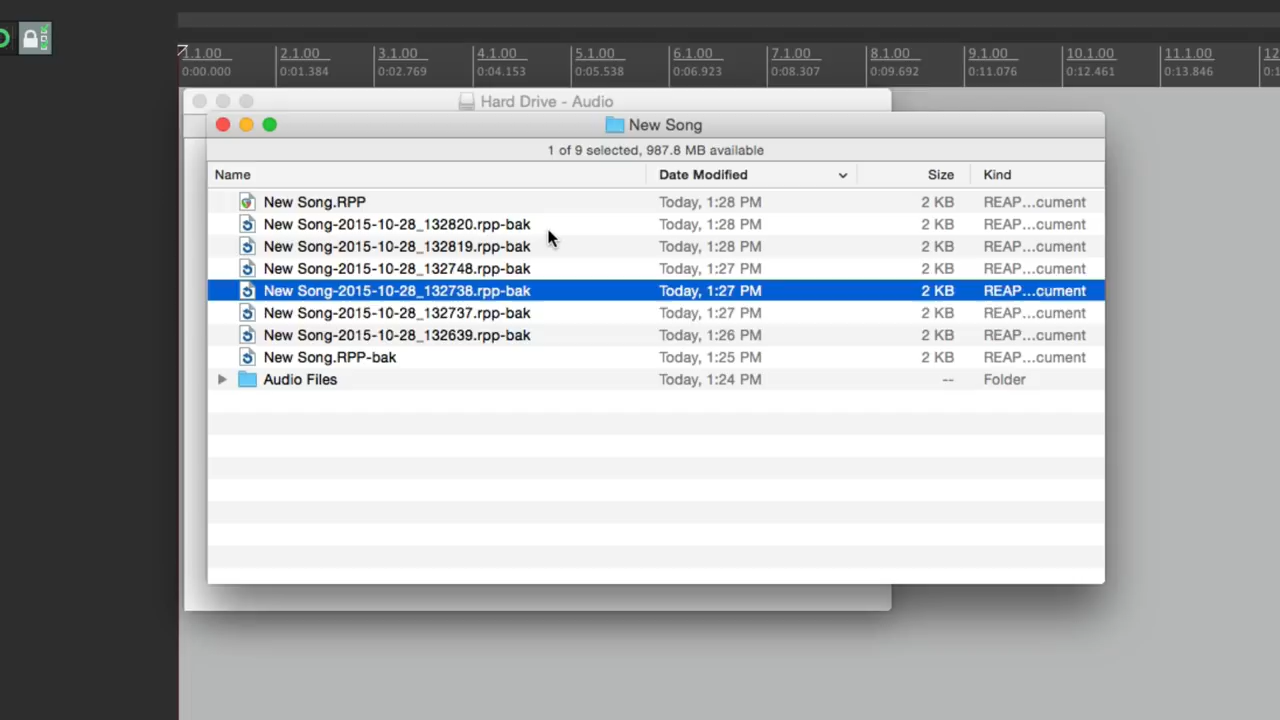 1.1.00 2.1.00 3.1.00 4.1.00 5.1.00 6.1.00 7.1.00 8.1.00 9.1.00 10.1.00 11.1.00
0:00.000 0:01.384 0:02.769 0:04.153 0:05.538 0:06.923 0:08.307 0:09.692 0:11.076 0:12.461 0:13.846
Hard Drive - Audio
New Song
1 of 9 selected, 987.8 MB available
Name Date Modified Size Kind
New Song.RPP Today, 1:28 PM 2 KB REAP...cument
New Song-2015-10-28_132820.rpp-bak Today, 1:28 PM 2 KB REAP...cument
New Song-2015-10-28_132819.rpp-bak Today, 1:28 PM 2 KB REAP...cument
New Song-2015-10-28_132748.rpp-bak Today, 1:27 PM 2 KB REAP...cument
New Song-2015-10-28_132738.rpp-bak Today, 1:27 PM 2 KB REAP...cument
New Song-2015-10-28_132737.rpp-bak Today, 1:27 PM 2 KB REAP...cument
New Song-2015-10-28_132639.rpp-bak Today, 1:26 PM 2 KB REAP...cument
New Song.RPP-bak Today, 1:25 PM 2 KB REAP...cument
Audio Files Today, 1:24 PM -- Folder